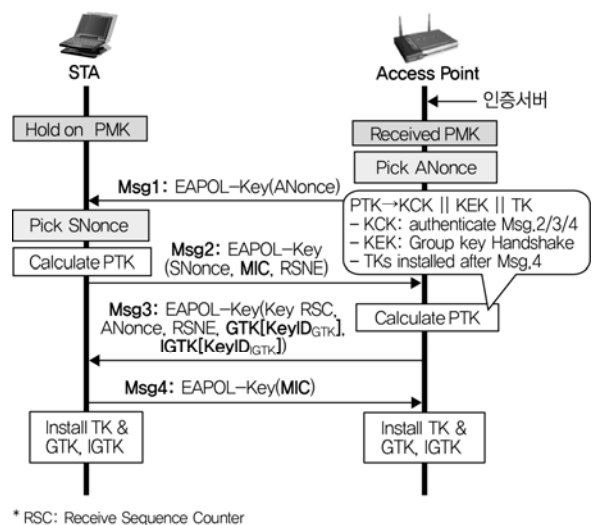 STA
Access Point
인증서버
Hold on PMK
Received PMK
Pick ANonce
Msg1: EAPOL-Key(ANonce)
PTK→KCK || KEK || TK
- KCK: authenticate Msg.2/3/4
- KEK: Group key Handshake
- TKs installed after Msg.4
Pick SNonce
Calculate PTK
Msg2: EAPOL-Key
(SNonce, MIC, RSNE)
Msg3: EAPOL-Key(Key RSC,
ANonce, RSNE, GTK[KeyIDGTK],
IGTK[KeyIDIGTK])
Calculate PTK
Msg4: EAPOL-Key(MIC)
Install TK &
GTK, IGTK
Install TK &
GTK, IGTK
* RSC: Receive Sequence Counter